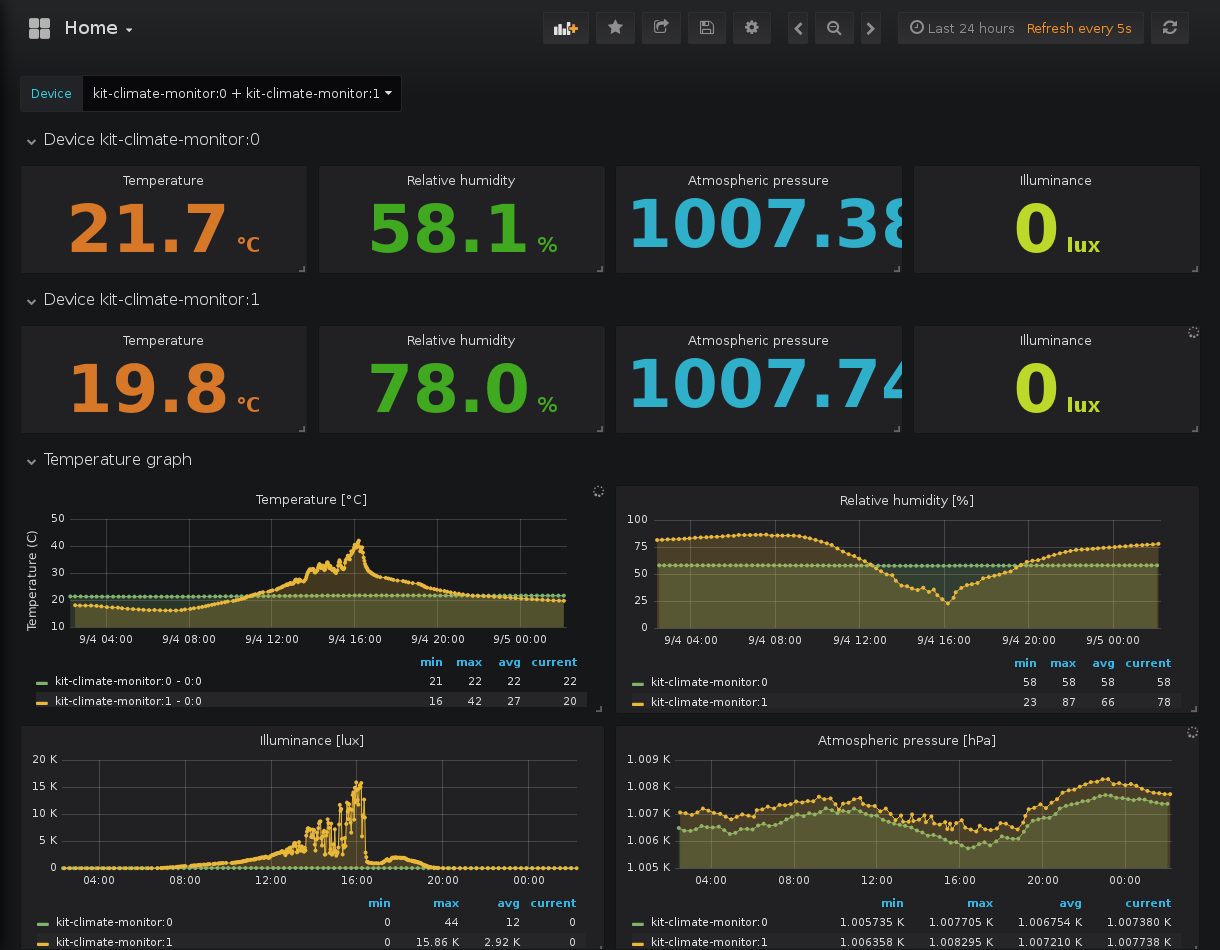 Home
Last 24 hours Refresh every 5s
Device kit-climate-monitor:0 + kit-climate-monitor:1
Device kit-climate-monitor:0
Temperature Relative humidity Atmospheric pressure Illuminance
21.7 °C 58.1 % 1007.38 0 lux
Device kit-climate-monitor:1
Temperature Relative humidity Atmospheric pressure Illuminance
19.8 °C 78.0 % 1007.74 0 lux
Temperature graph
Temperature [°C]
Temperature (C)
50
40
30
20
10
9/4 04:00 9/4 08:00 9/4 12:00 9/4 16:00 9/4 20:00 9/5 00:00
min max avg current
kit-climate-monitor:0 - 0:0 21 22 22 22
kit-climate-monitor:1 - 0:0 16 42 27 20
Relative humidity [%]
100
75
50
25
0
9/4 04:00 9/4 08:00 9/4 12:00 9/4 16:00 9/4 20:00 9/5 00:00
min max avg current
kit-climate-monitor:0 58 58 58 58
kit-climate-monitor:1 23 87 66 78
Illuminance [lux]
20 K
15 K
10 K
5 K
0
04:00 08:00 12:00 16:00 20:00 00:00
min max avg current
kit-climate-monitor:0 0 44 12 0
kit-climate-monitor:1 0 15.86 K 2.92 K 0
Atmospheric pressure [hPa]
1.009 K
1.008 K
1.007 K
1.006 K
1.005 K
04:00 08:00 12:00 16:00 20:00 00:00
min max avg current
kit-climate-monitor:0 1.005735 K 1.007705 K 1.006754 K 1.007380 K
kit-climate-monitor:1 1.006358 K 1.008295 K 1.007210 K 1.007738 K